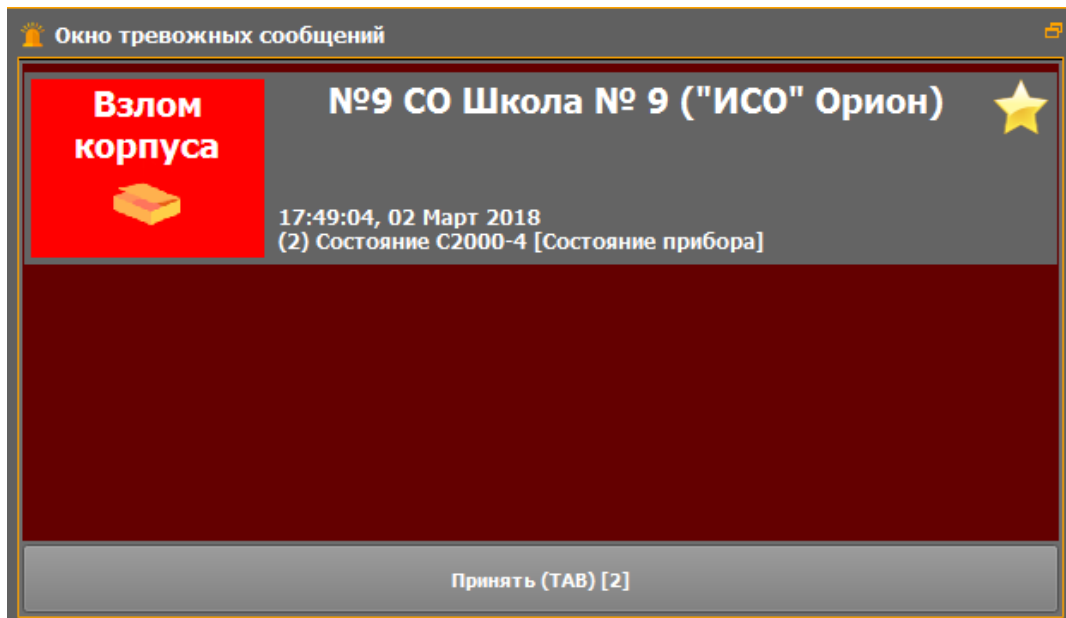 Окно тревожных сообщений
Взлом
корпуса
№9 СО Школа № 9 ("ИСО" Орион)
17:49:04, 02 Март 2018
(2) Состояние С2000-4 [Состояние прибора]
Принять (TAB) [2]